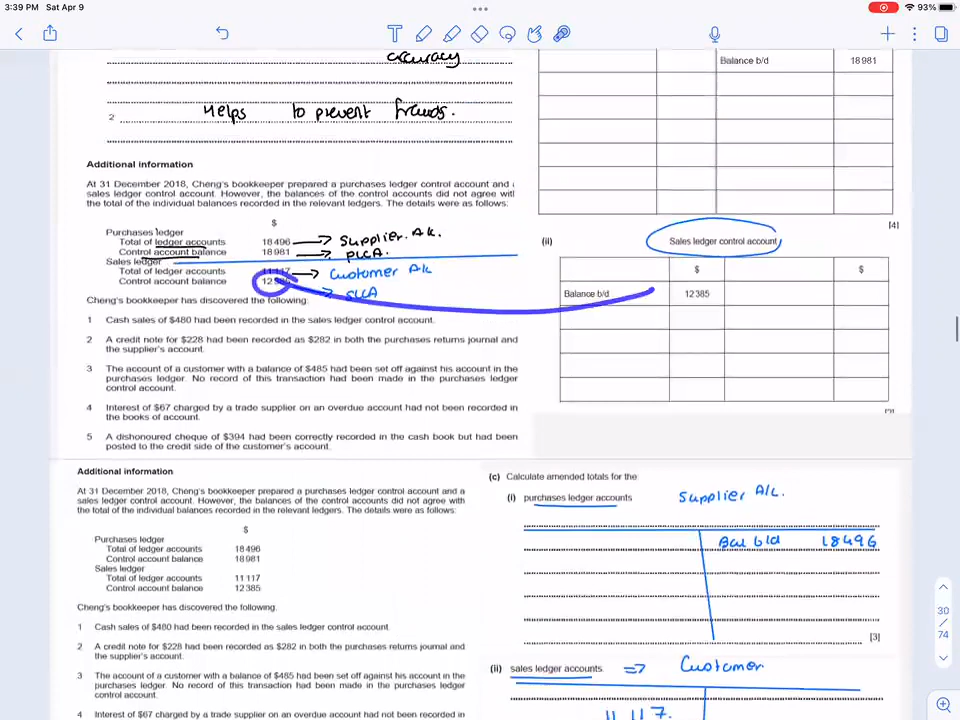 3:39 PM Sat Apr 9
93%
accuracy
2 Helps to prevent frauds.
Additional information
At 31 December 2018, Cheng's bookkeeper prepared a purchases ledger control account and
sales ledger control account. However, the balances of the control accounts did not agree with
the total of the individual balances recorded in the relevant ledgers. The details were as follows:
$
Purchases ledger
Total of ledger accounts 18 496 Supplier A/c.
Control account balance 18 981 PLCA.
Sales ledger
Total of ledger accounts 11 117 Customer A/c
Control account balance SLCA
Cheng's bookkeeper has discovered the following:
1 Cash sales of $480 had been recorded in the sales ledger control account.
2 A credit note for $228 had been recorded as $282 in both the purchases returns journal and
the supplier's account.
3 The account of a customer with a balance of $485 had been set off against his account in the
purchases ledger. No record of this transaction had been made in the purchases ledger
control account.
4 Interest of $67 charged by a trade supplier on an overdue account had not been recorded in
the books of account.
5 A dishonoured cheque of $394 had been correctly recorded in the cash book but had been
posted to the credit side of the customer's account.
Balance b/d 18 981
[4]
(ii) Sales ledger control account
$ $
Balance b/d 12 385
Additional information
At 31 December 2018, Cheng's bookkeeper prepared a purchases ledger control account and a
sales ledger control account. However, the balances of the control accounts did not agree with
the total of the individual balances recorded in the relevant ledgers. The details were as follows:
$
Purchases ledger
Total of ledger accounts 18 496
Control account balance 18 981
Sales ledger
Total of ledger accounts 11 117
Control account balance 12 385
Cheng's bookkeeper has discovered the following.
1 Cash sales of $480 had been recorded in the sales ledger control account.
2 A credit note for $228 had been recorded as $282 in both the purchases returns journal and
the supplier's account.
3 The account of a customer with a balance of $485 had been set off against his account in the
purchases ledger. No record of this transaction had been made in the purchases ledger
control account.
4 Interest of $67 charged by a trade supplier on an overdue account had not been recorded in
(c) Calculate amended totals for the
(i) purchases ledger accounts Supplier A/c.
Bal b/d 18496
[3]
(ii) sales ledger accounts. => Customer
11 117.
30
/
74